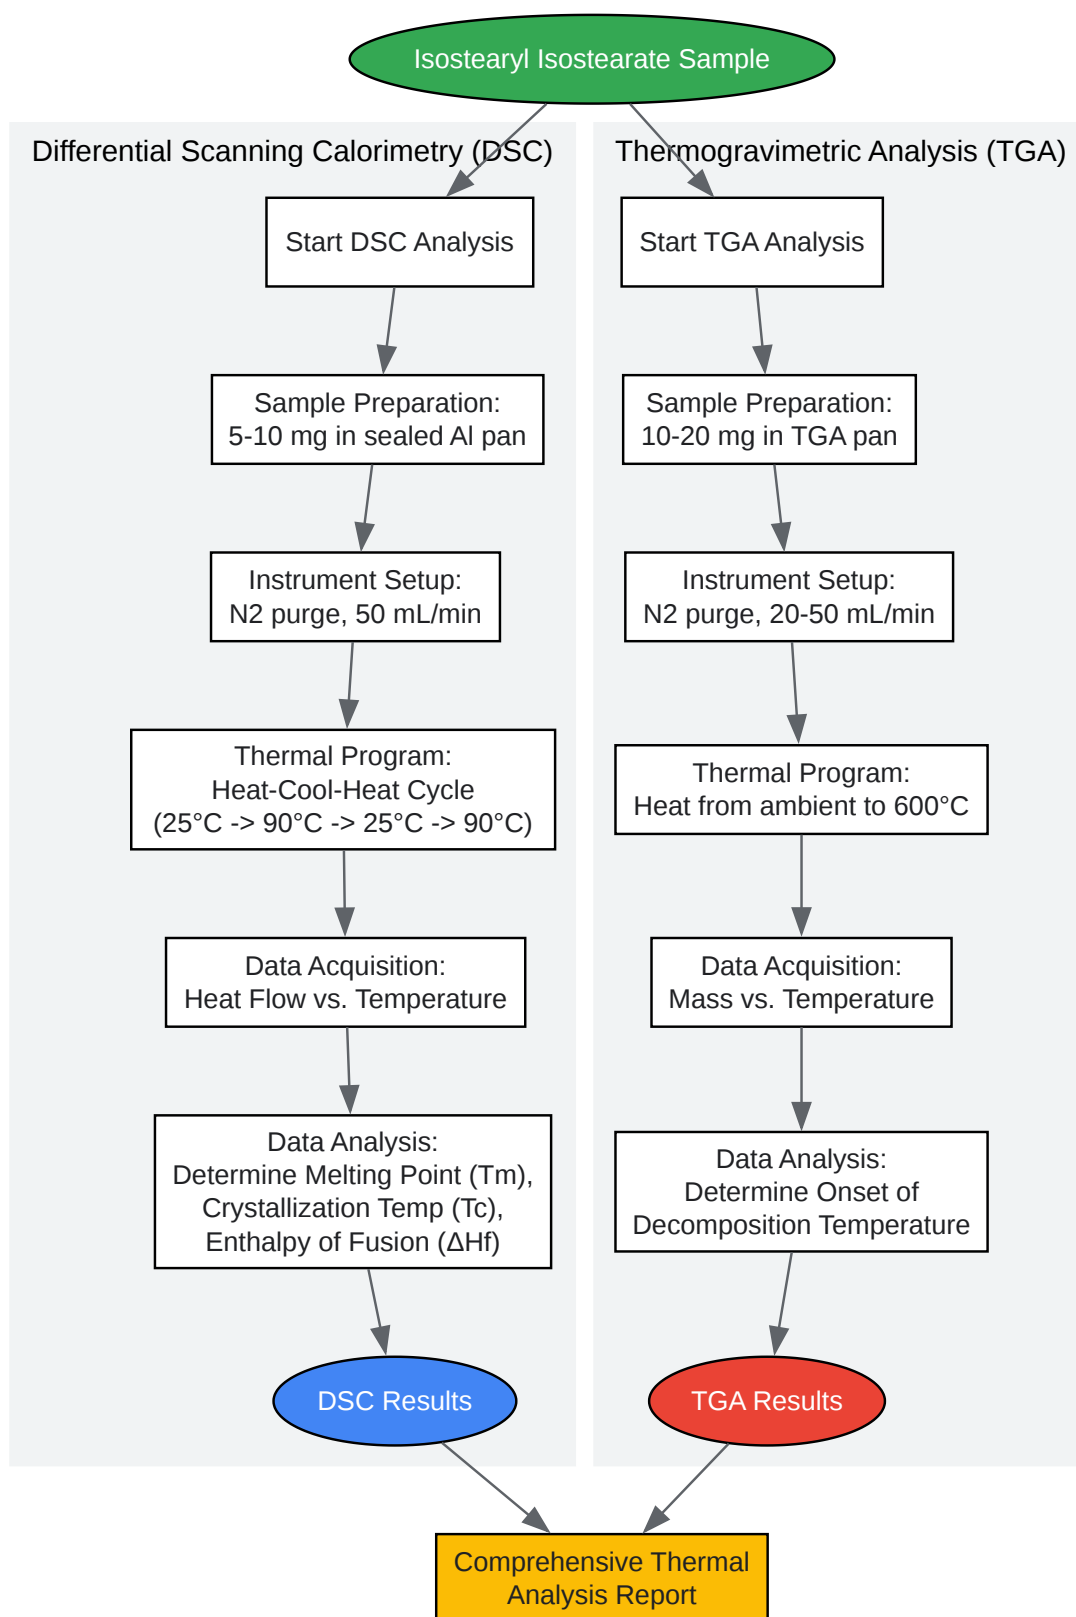 Isostearyl Isostearate Sample
Differential Scanning Calorimetry (DSC)
Start DSC Analysis
Sample Preparation:
5-10 mg in sealed Al pan
Instrument Setup:
N2 purge, 50 mL/min
Thermal Program:
Heat-Cool-Heat Cycle
(25°C -> 90°C -> 25°C -> 90°C)
Data Acquisition:
Heat Flow vs. Temperature
Data Analysis:
Determine Melting Point (Tm),
Crystallization Temp (Tc),
Enthalpy of Fusion (ΔHf)
DSC Results
Thermogravimetric Analysis (TGA)
Start TGA Analysis
Sample Preparation:
10-20 mg in TGA pan
Instrument Setup:
N2 purge, 20-50 mL/min
Thermal Program:
Heat from ambient to 600°C
Data Acquisition:
Mass vs. Temperature
Data Analysis:
Determine Onset of
Decomposition Temperature
TGA Results
Comprehensive Thermal
Analysis Report